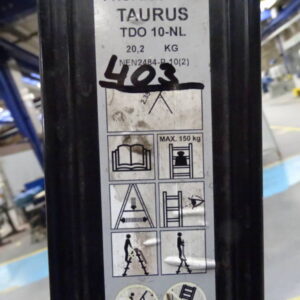 TAURUS
TDO 10-NL
20,2 KG
NEN2484-P-10(2)
403
MAX. 150 kg